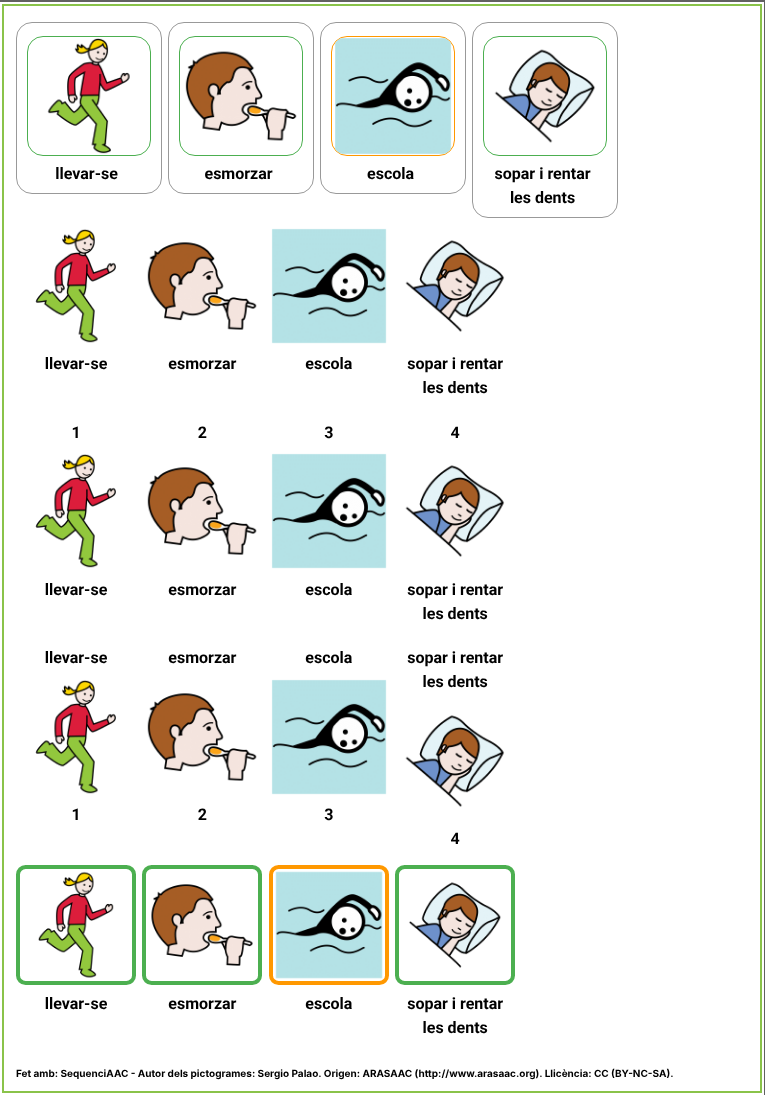 llevar-se esmorzar escola sopar i rentar
les dents
llevar-se esmorzar escola sopar i rentar
les dents
1 2 3 4
llevar-se esmorzar escola sopar i rentar
les dents
llevar-se esmorzar escola sopar i rentar
les dents
1 2 3
4
llevar-se esmorzar escola sopar i rentar
les dents
Fet amb: SequenciAAC - Autor dels pictogrames: Sergio Palao. Origen: ARASAAC (http://www.arasaac.org). Llicència: CC (BY-NC-SA).